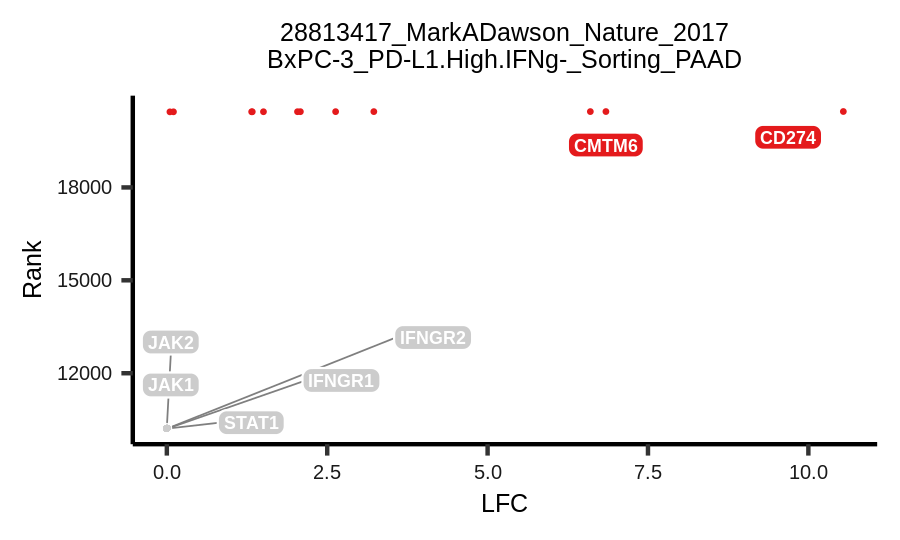 28813417_MarkADawson_Nature_2017
BxPC-3_PD-L1.High.IFNg-_Sorting_PAAD
CMTM6
CD274
18000
15000
12000
Rank
JAK2
IFNGR2
JAK1
IFNGR1
STAT1
0.0
2.5
5.0
7.5
10.0
LFC